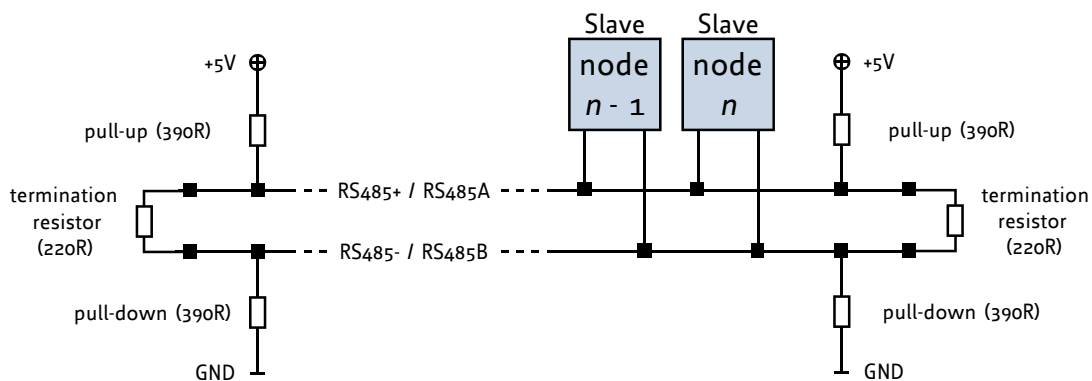 Slave Slave
+5V node node +5V
n - 1 n
pull-up (390R) pull-up (390R)
termination RS485+ / RS485A termination
resistor resistor
(220R) RS485- / RS485B (220R)
pull-down (390R) pull-down (390R)
GND GND